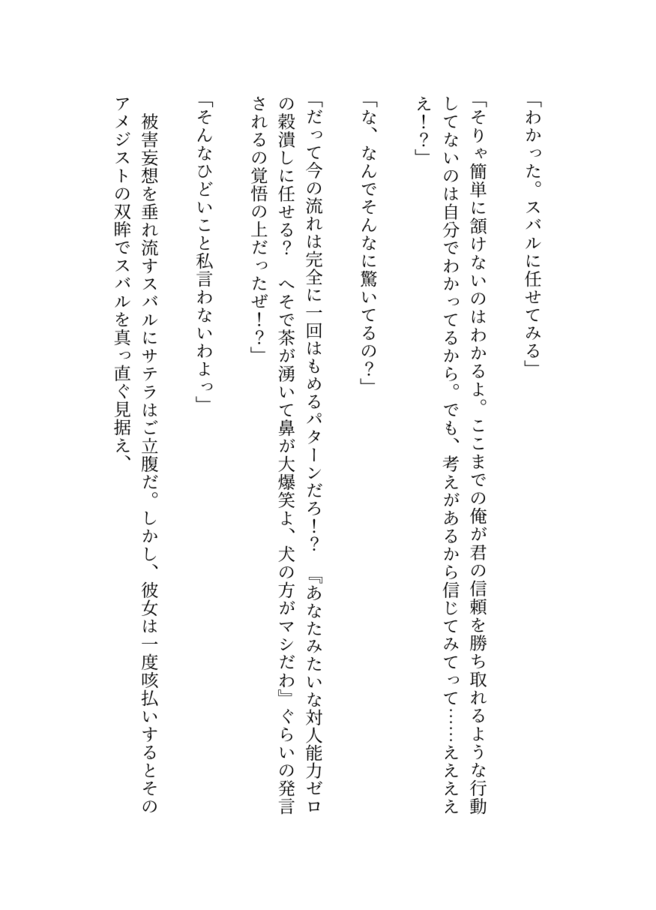 「わかった。スバルに任せてみる」
「そりゃ簡単に頷けないのはわかるよ。ここまでの俺が君の信頼を勝ち取れるような行動
してないのは自分でわかってるから。でも、考えがあるから信じてみてって……ええええ
え！？」
「な、なんでそんなに驚いてるの？」
「だって今の流れは完全に一回はもめるパターンだろ！？　『あなたみたいな対人能力ゼロ
の穀潰しに任せる？　へそで茶が湧いて鼻が大爆笑よ、犬の方がマシだわ』ぐらいの発言
されるの覚悟の上だったぜ！？」
「そんなひどいこと私言わないわよっ」
　被害妄想を垂れ流すスバルにサテラはご立腹だ。しかし、彼女は一度咳払いするとその
アメジストの双眸でスバルを真っ直ぐ見据え、